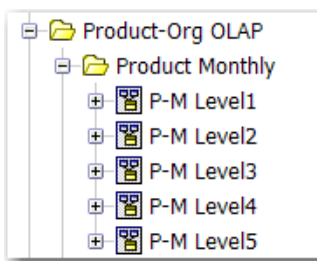 Product-Org OLAP
Product Monthly
P-M Level1
P-M Level2
P-M Level3
P-M Level4
P-M Level5